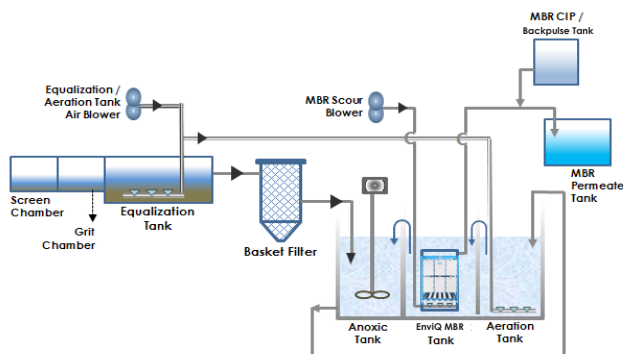 MBR CIP /
Backpulse Tank
Equalization /
Aeration Tank
Air Blower
MBR Scour
Blower
MBR
Permeate
Tank
Screen
Chamber
Grit
Chamber
Equalization
Tank
Basket Filter
Anoxic
Tank
EnviQ MBR
Tank
Aeration
Tank